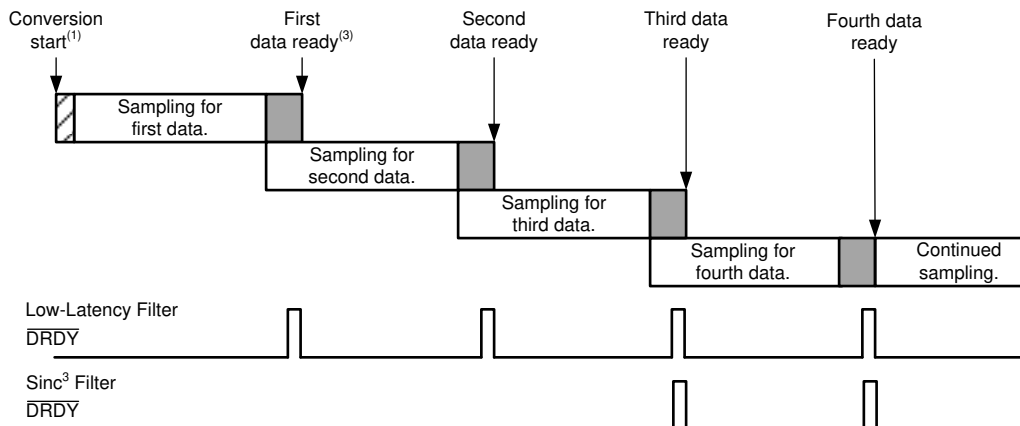 Conversion
start(1)
First
data ready(3)
Second
data ready
Third data
ready
Fourth data
ready
Sampling for
first data.
Sampling for
second data.
Sampling for
third data.
Sampling for
fourth data.
Continued
sampling.
Low-Latency Filter
DRDY
Sinc3 Filter
DRDY